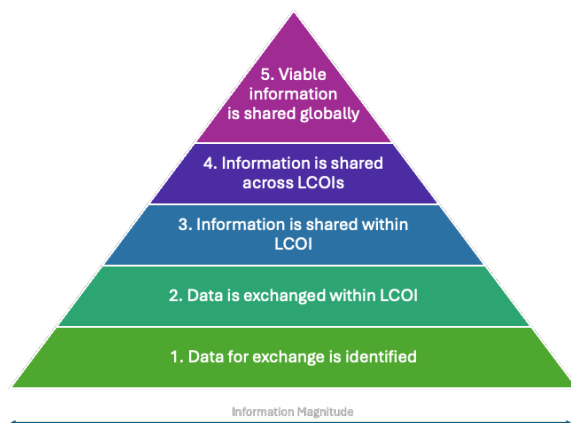 5. Viable
information
is shared globally
4. Information is shared
across LCOIs
3. Information is shared within
LCOI
2. Data is exchanged within LCOI
1. Data for exchange is identified
Information Magnitude